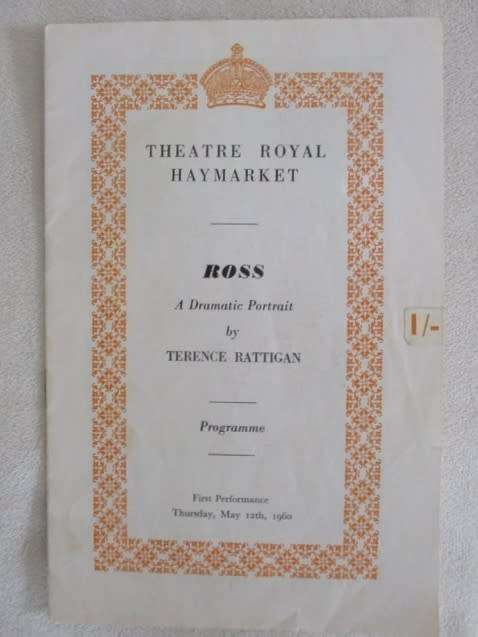 THEATRE ROYAL
HAYMARKET
ROSS
A Dramatic Portrait
by
TERENCE RATTIGAN
1/-
Programme
First Performance
Thursday, May 12th, 1960